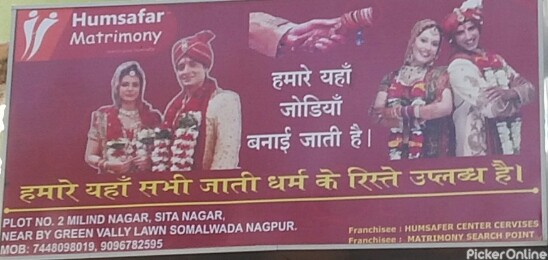 Humsafar
Matrimony
हमारे यहाँ
जोडियाँ
बनाई जाती है।
हमारे यहाँ सभी जाती धर्म के रिस्ते उप्लब्ध है।
PLOT NO. 2 MILIND NAGAR, SITA NAGAR,
NEAR BY GREEN VALLY LAWN SOMALWADA NAGPUR.
MOB: 7448098019, 9096782595
Franchisee : HUMSAFER CENTER CERVISES
Franchisee : MATRIMONY SEARCH POINT
PickerOnline